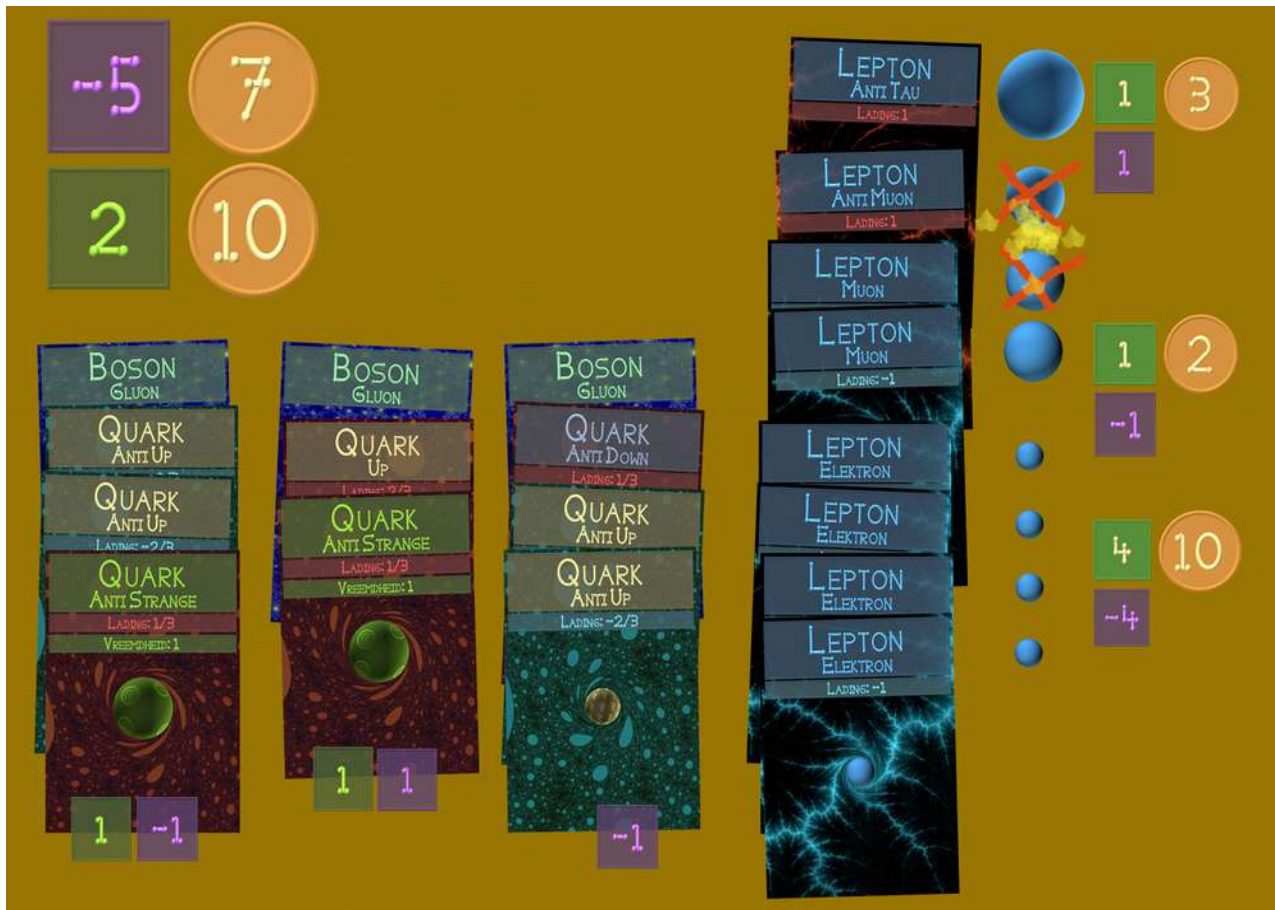 -5 7
2 10
Boson
Gluon
Quark
Anti Up
Quark
Anti Up
Lading: -2/3
Quark
Anti Strange
Lading: 1/3
Vreemdheid: 1
1 -1
Boson
Gluon
Quark
Up
Lading: 2/3
Quark
Anti Strange
Lading: 1/3
Vreemdheid: 1
1 1
Boson
Gluon
Quark
Anti Down
Lading: 1/3
Quark
Anti Up
Quark
Anti Up
Lading: -2/3
-1
Lepton
Anti Tau
Lading: 1
Lepton
Anti Muon
Lading: 1
Lepton
Muon
Lepton
Muon
Lading: -1
Lepton
Elektron
Lepton
Elektron
Lepton
Elektron
Lepton
Elektron
Lading: -1
1 3
1
1 2
-1
4 10
-4